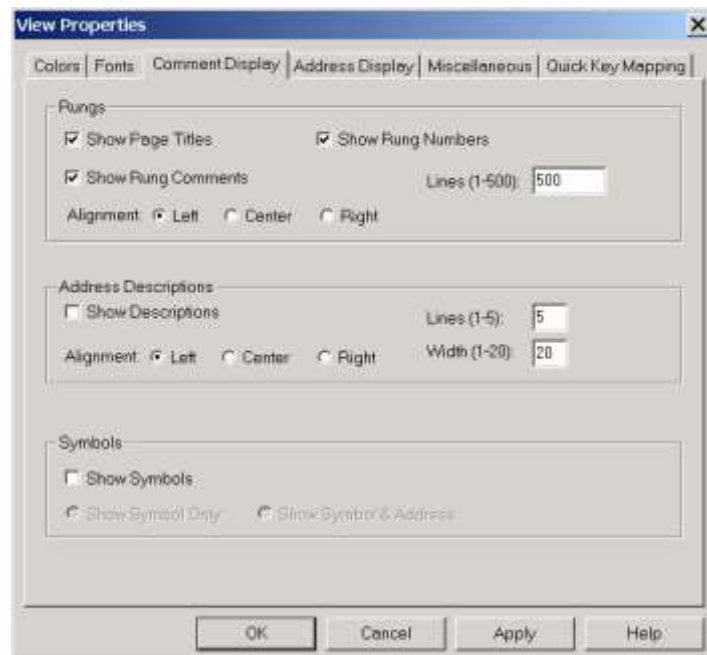 View Properties
Colors Fonts Comment Display Address Display Miscellaneous Quick Key Mapping
Rungs
Show Page Titles Show Rung Numbers
Show Rung Comments Lines (1-500): 500
Alignment: Left Center Right
Address Descriptions
Show Descriptions Lines (1-5): 5
Alignment: Left Center Right Width (1-20): 20
Symbols
Show Symbols
Show Symbol Only Show Symbol & Address
OK Cancel Apply Help